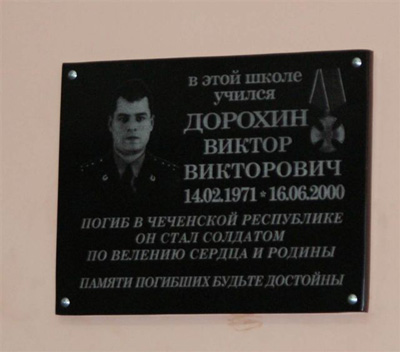 в этой школе
учился
ДОРОХИН
ВИКТОР
ВИКТОРОВИЧ
14.02.1971 * 16.06.2000
ПОГИБ В ЧЕЧЕНСКОЙ РЕСПУБЛИКЕ
ОН СТАЛ СОЛДАТОМ
ПО ВЕЛЕНИЮ СЕРДЦА И РОДИНЫ
ПАМЯТИ ПОГИБШИХ БУДЬТЕ ДОСТОЙНЫ